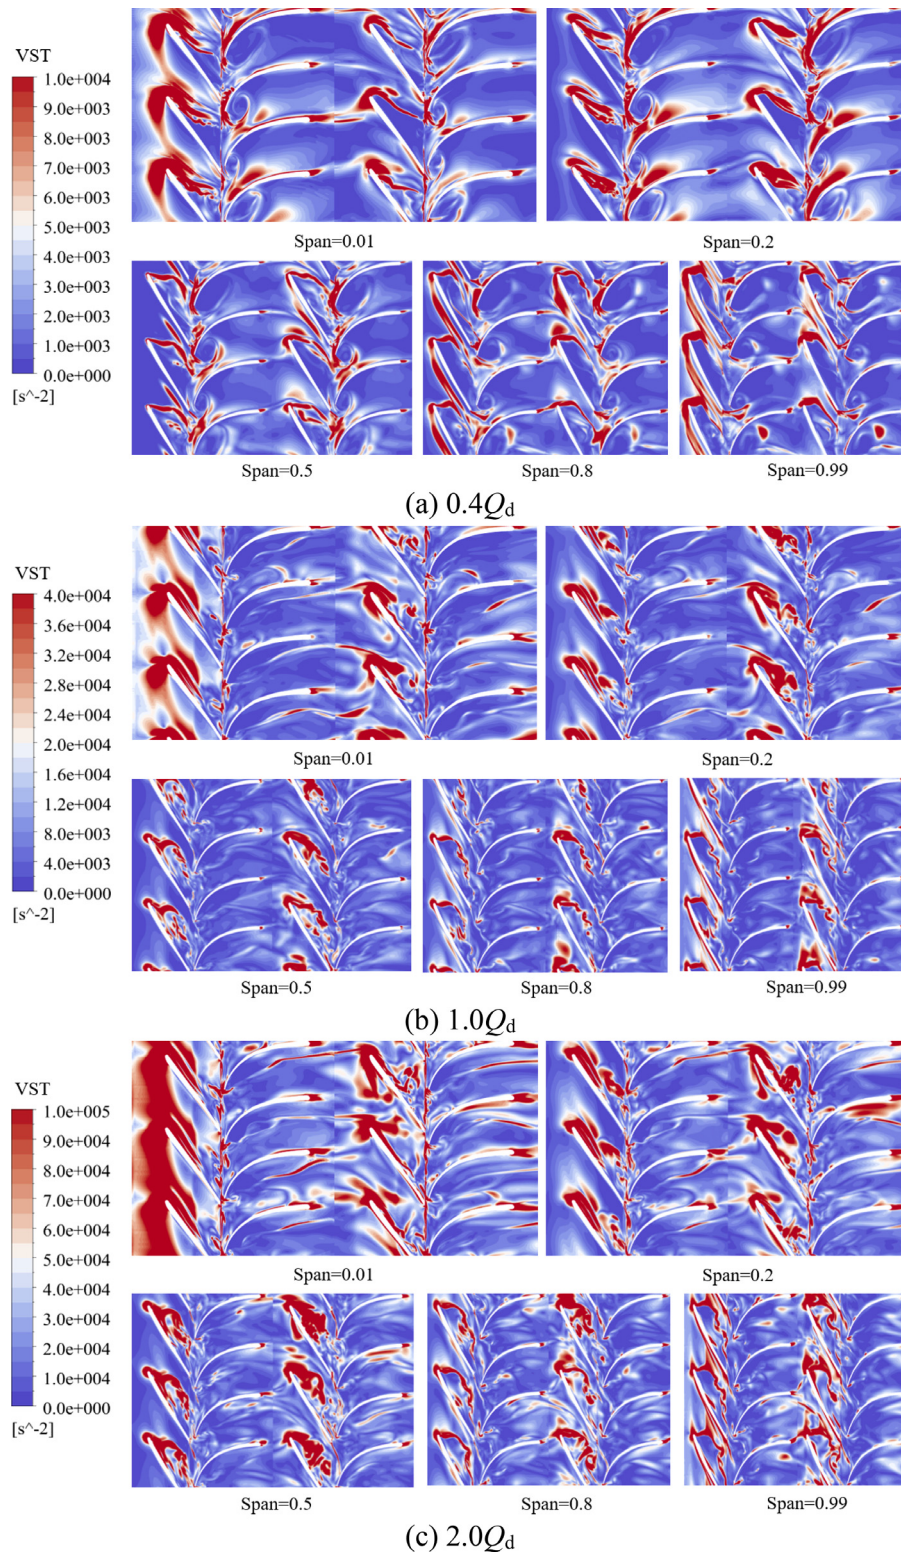 VST
1.0e+004
9.0e+003
8.0e+003
7.0e+003
6.0e+003
5.0e+003
4.0e+003
3.0e+003
2.0e+003
1.0e+003
0.0e+000
[s^-2]
Span=0.01
Span=0.2
Span=0.5
Span=0.8
Span=0.99
(a) 0.4Qd
VST
4.0e+004
3.6e+004
3.2e+004
2.8e+004
2.4e+004
2.0e+004
1.6e+004
1.2e+004
8.0e+003
4.0e+003
0.0e+000
[s^-2]
Span=0.01
Span=0.2
Span=0.5
Span=0.8
Span=0.99
(b) 1.0Qd
VST
1.0e+005
9.0e+004
8.0e+004
7.0e+004
6.0e+004
5.0e+004
4.0e+004
3.0e+004
2.0e+004
1.0e+004
0.0e+000
[s^-2]
Span=0.01
Span=0.2
Span=0.5
Span=0.8
Span=0.99
(c) 2.0Qd